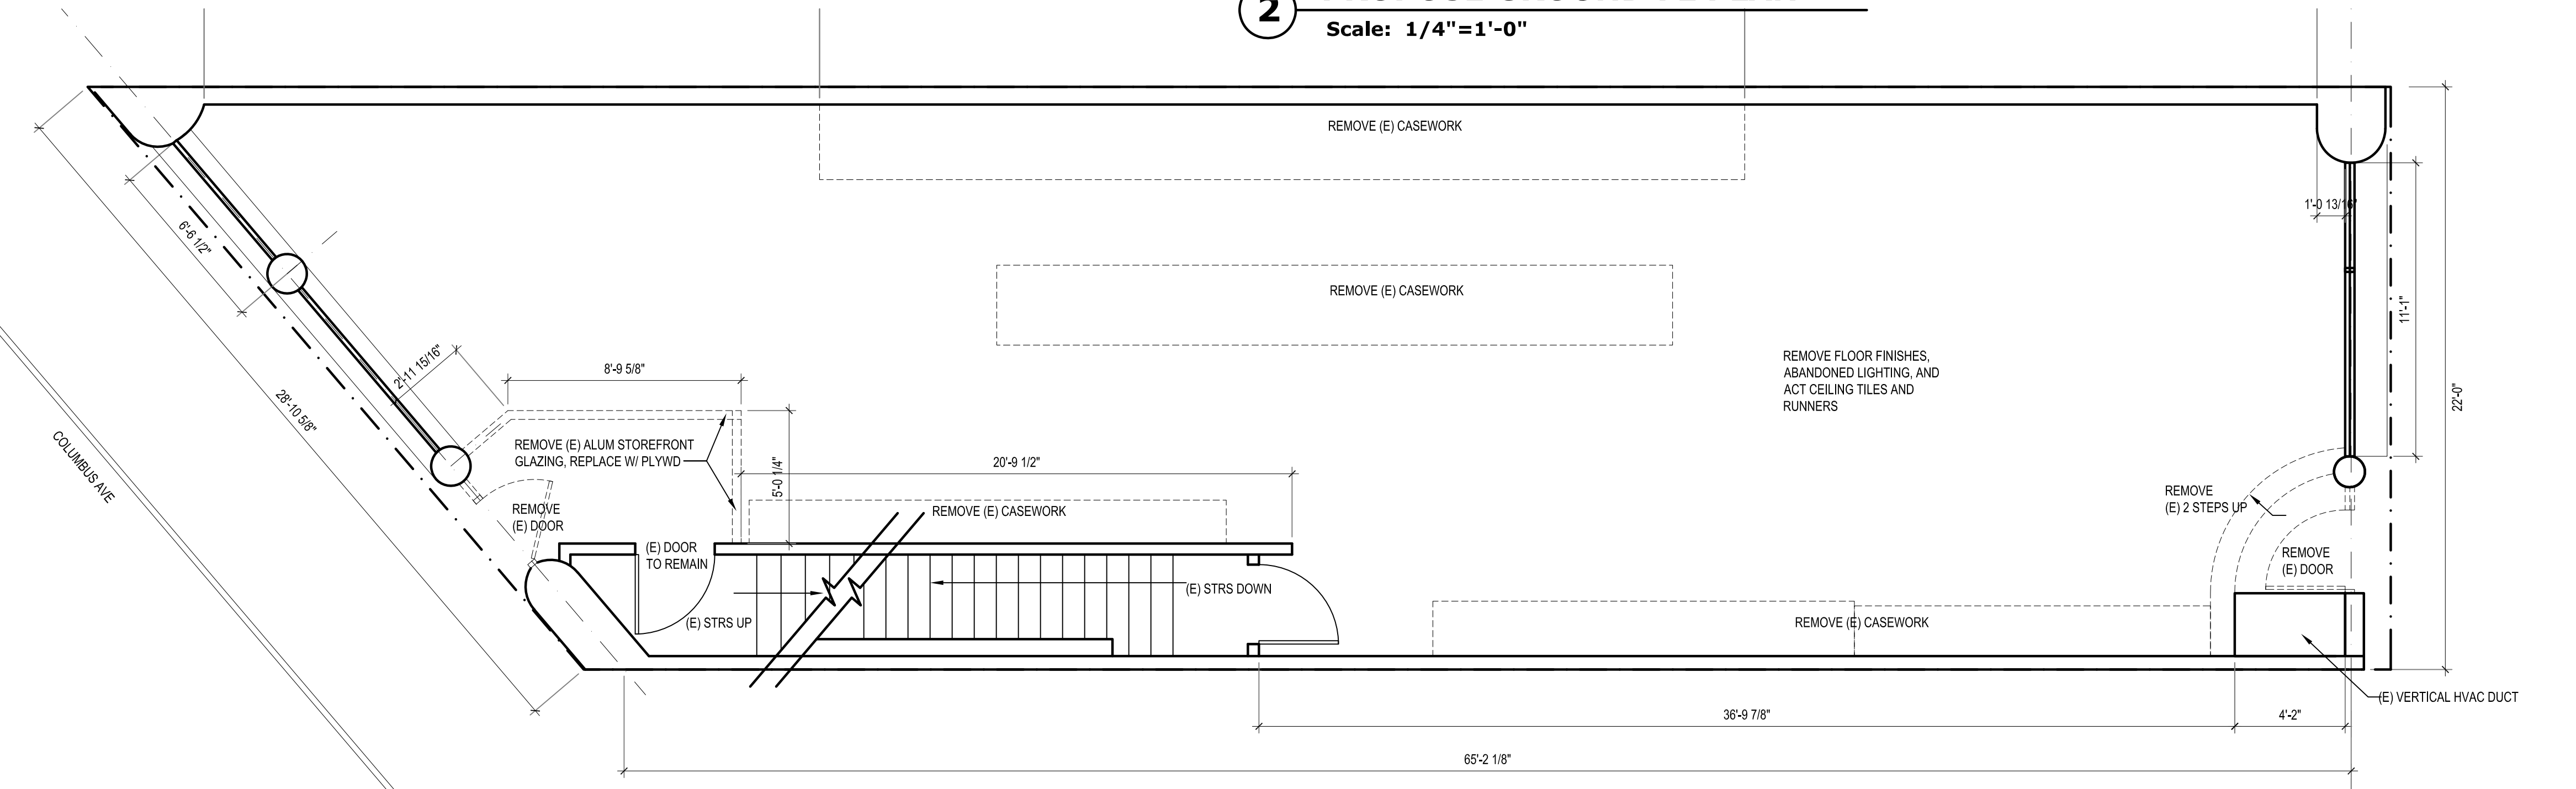 2
Scale: 1/4"=1'-0"
REMOVE (E) CASEWORK
1'-0 13/16"
6'-6 1/2"
REMOVE (E) CASEWORK
11'-1"
22'-0"
2'-11 15/16"
8'-9 5/8"
28'-10 5/8"
REMOVE FLOOR FINISHES,
ABANDONED LIGHTING, AND
ACT CEILING TILES AND
RUNNERS
COLUMBUS AVE
REMOVE (E) ALUM STOREFRONT
GLAZING, REPLACE W/ PLYWD
5'-0 1/4"
20'-9 1/2"
REMOVE
(E) DOOR
REMOVE (E) CASEWORK
REMOVE
(E) 2 STEPS UP
(E) DOOR
TO REMAIN
REMOVE
(E) DOOR
(E) STRS DOWN
(E) STRS UP
REMOVE (E) CASEWORK
(E) VERTICAL HVAC DUCT
36'-9 7/8"
4'-2"
65'-2 1/8"